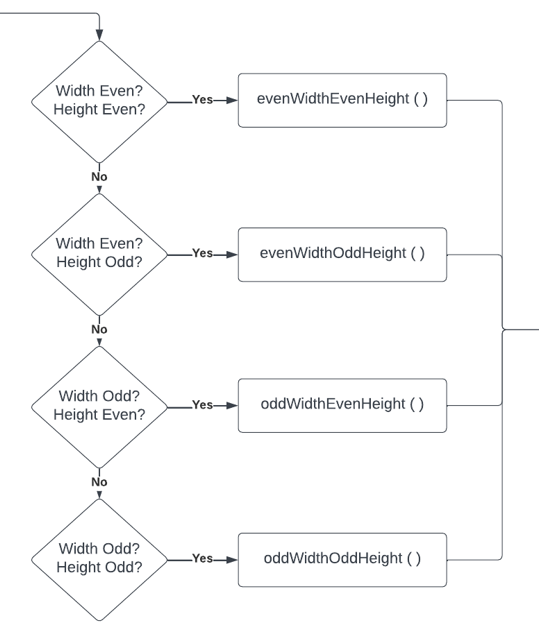 Width Even?
Height Even?
Yes
evenWidthEvenHeight ( )
No
Width Even?
Height Odd?
Yes
evenWidthOddHeight ( )
No
Width Odd?
Height Even?
Yes
oddWidthEvenHeight ( )
No
Width Odd?
Height Odd?
Yes
oddWidthOddHeight ( )